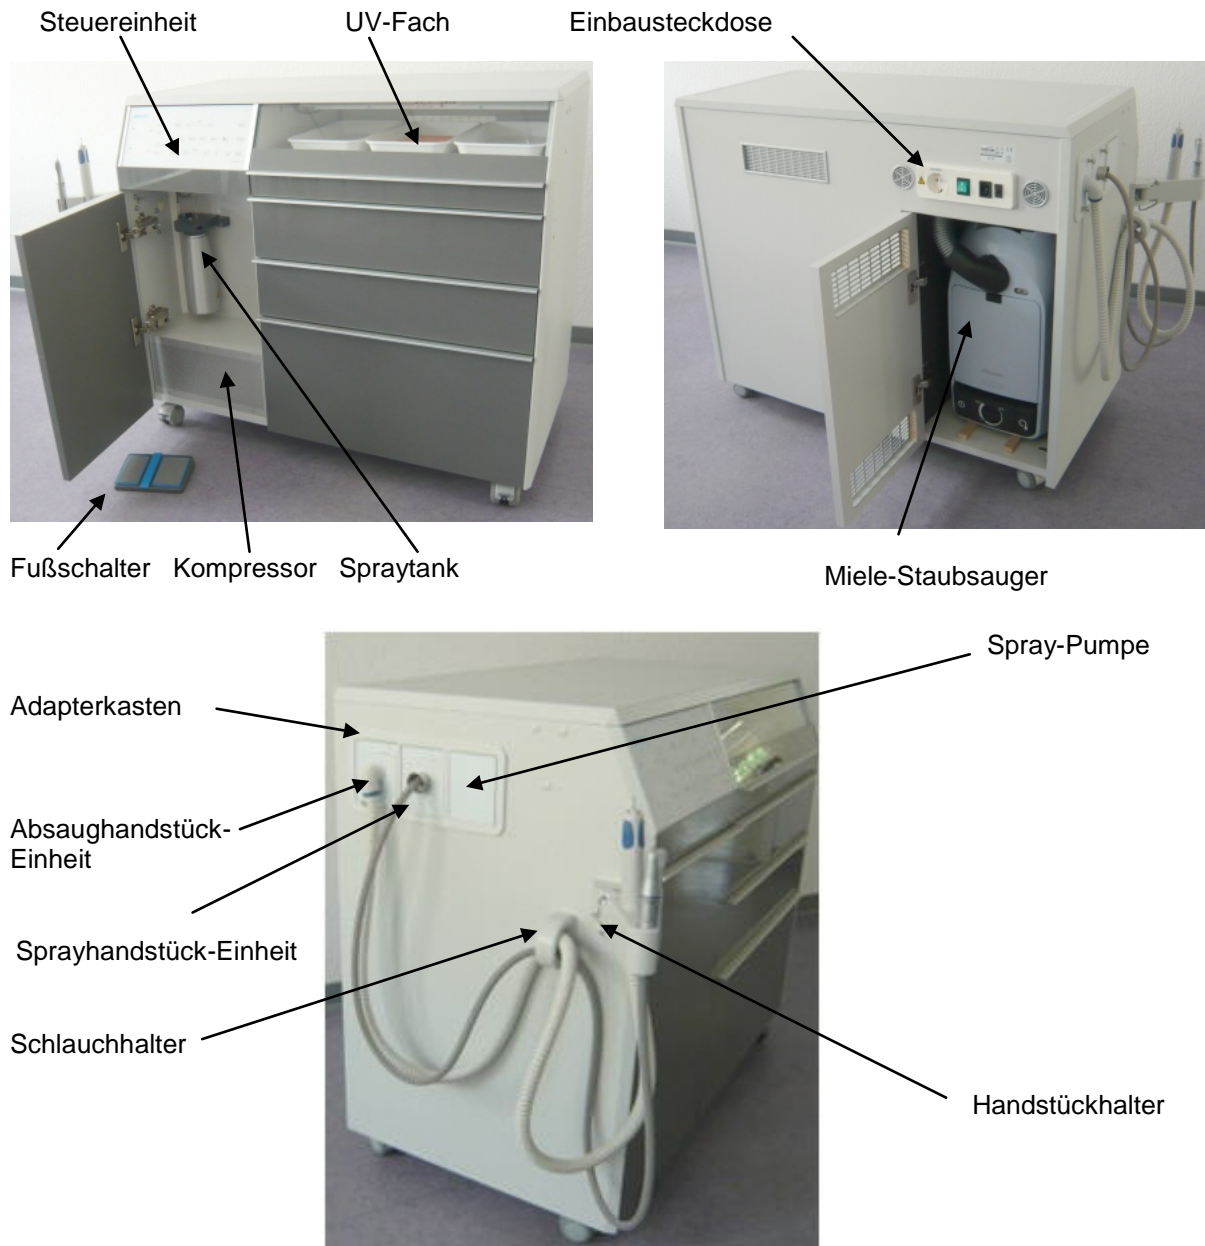 Steuereinheit
UV-Fach
Einbausteckdose
Fußschalter
Kompressor
Spraytank
Miele-Staubsauger
Spray-Pumpe
Adapterkasten
Absaughandstück-
Einheit
Sprayhandstück-Einheit
Schlauchhalter
Handstückhalter